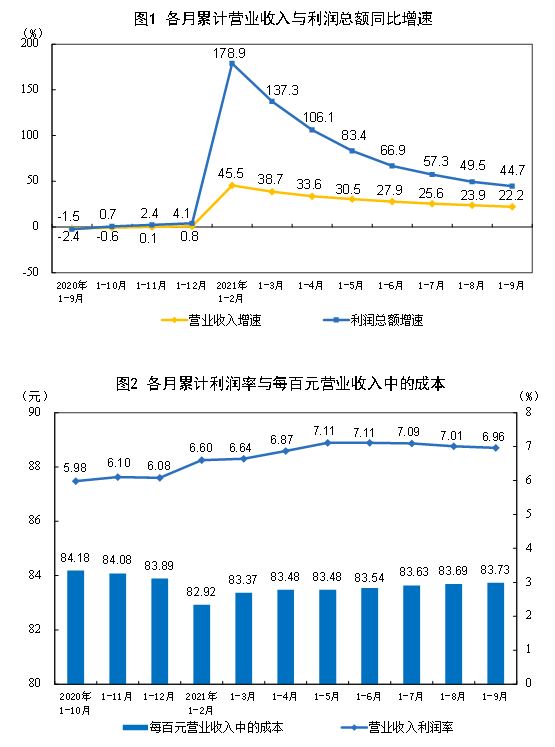 图1 各月累计营业收入与利润总额同比增速
(%)
200
150
100
50
0
-50
178.9
137.3
106.1
83.4
66.9
57.3
49.5
44.7
45.5
38.7
33.6
30.5
27.9
25.6
23.9
22.2
-1.5
0.7
2.4
4.1
-2.4
-0.6
0.1
0.8
2020年
1-9月
1-10月
1-11月
1-12月
2021年
1-2月
1-3月
1-4月
1-5月
1-6月
1-7月
1-8月
1-9月
营业收入增速
利润总额增速
图2 各月累计利润率与每百元营业收入中的成本
(元)
(%)
90
88
86
84
82
80
8
7
6
5
4
3
2
1
0
5.98
6.10
6.08
6.60
6.64
6.87
7.11
7.11
7.09
7.01
6.96
84.18
84.08
83.89
82.92
83.37
83.48
83.48
83.54
83.63
83.69
83.73
2020年
1-10月
1-11月
1-12月
2021年
1-2月
1-3月
1-4月
1-5月
1-6月
1-7月
1-8月
1-9月
每百元营业收入中的成本
营业收入利润率